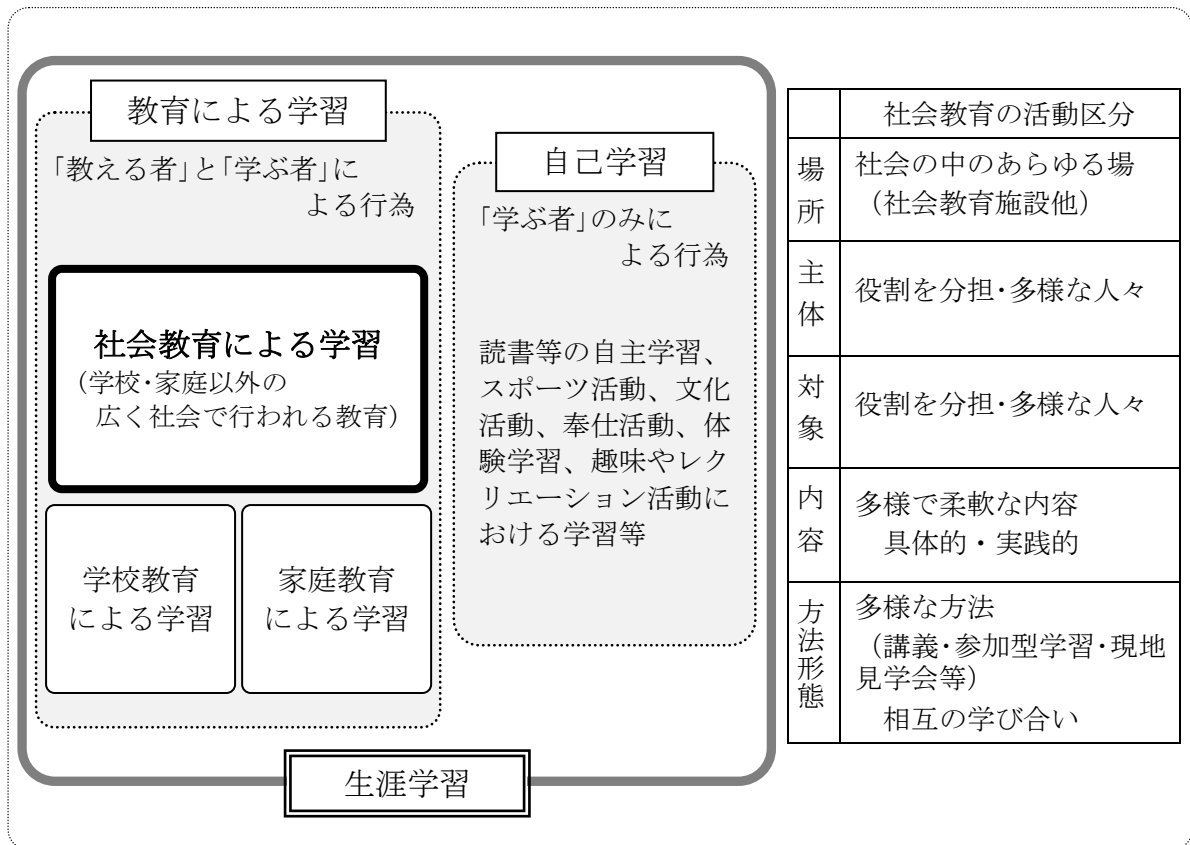 教育による学習
｢教える者｣と｢学ぶ者｣に
よる行為
社会教育による学習
（学校･家庭以外の
広く社会で行われる教育）
学校教育
による学習
家庭教育
による学習
自己学習
｢学ぶ者｣のみに
よる行為
読書等の自主学習、
スポーツ活動、文化
活動、奉仕活動、体
験学習、趣味やレク
リエーション活動に
おける学習等
生涯学習
社会教育の活動区分
場所
社会の中のあらゆる場
（社会教育施設他）
主体
役割を分担･多様な人々
対象
役割を分担･多様な人々
内容
多様で柔軟な内容
具体的・実践的
方法形態
多様な方法
（講義･参加型学習･現地
見学会等）
相互の学び合い